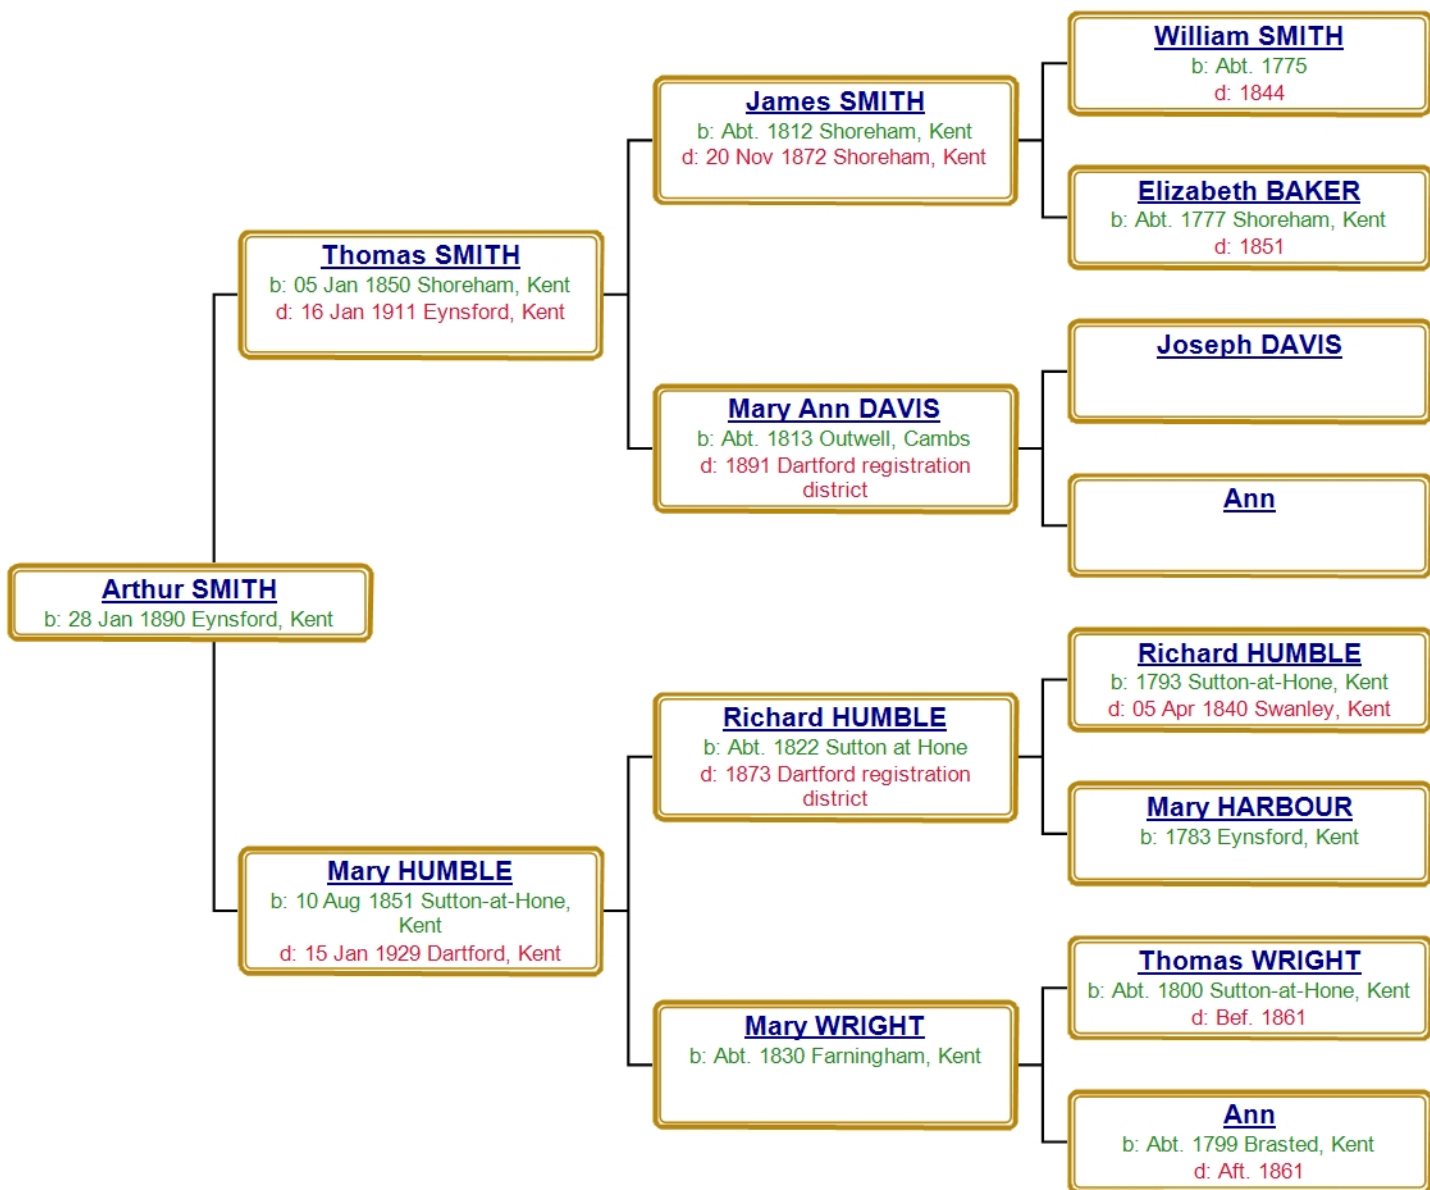 William SMITH
b: Abt. 1775
d: 1844
James SMITH
b: Abt. 1812 Shoreham, Kent
d: 20 Nov 1872 Shoreham, Kent
Elizabeth BAKER
b: Abt. 1777 Shoreham, Kent
d: 1851
Thomas SMITH
b: 05 Jan 1850 Shoreham, Kent
d: 16 Jan 1911 Eynsford, Kent
Joseph DAVIS
Mary Ann DAVIS
b: Abt. 1813 Outwell, Cambs
d: 1891 Dartford registration
district
Ann
Arthur SMITH
b: 28 Jan 1890 Eynsford, Kent
Richard HUMBLE
b: 1793 Sutton-at-Hone, Kent
d: 05 Apr 1840 Swanley, Kent
Richard HUMBLE
b: Abt. 1822 Sutton at Hone
d: 1873 Dartford registration
district
Mary HARBOUR
b: 1783 Eynsford, Kent
Mary HUMBLE
b: 10 Aug 1851 Sutton-at-Hone,
Kent
d: 15 Jan 1929 Dartford, Kent
Thomas WRIGHT
b: Abt. 1800 Sutton-at-Hone, Kent
d: Bef. 1861
Mary WRIGHT
b: Abt. 1830 Farningham, Kent
Ann
b: Abt. 1799 Brasted, Kent
d: Aft. 1861